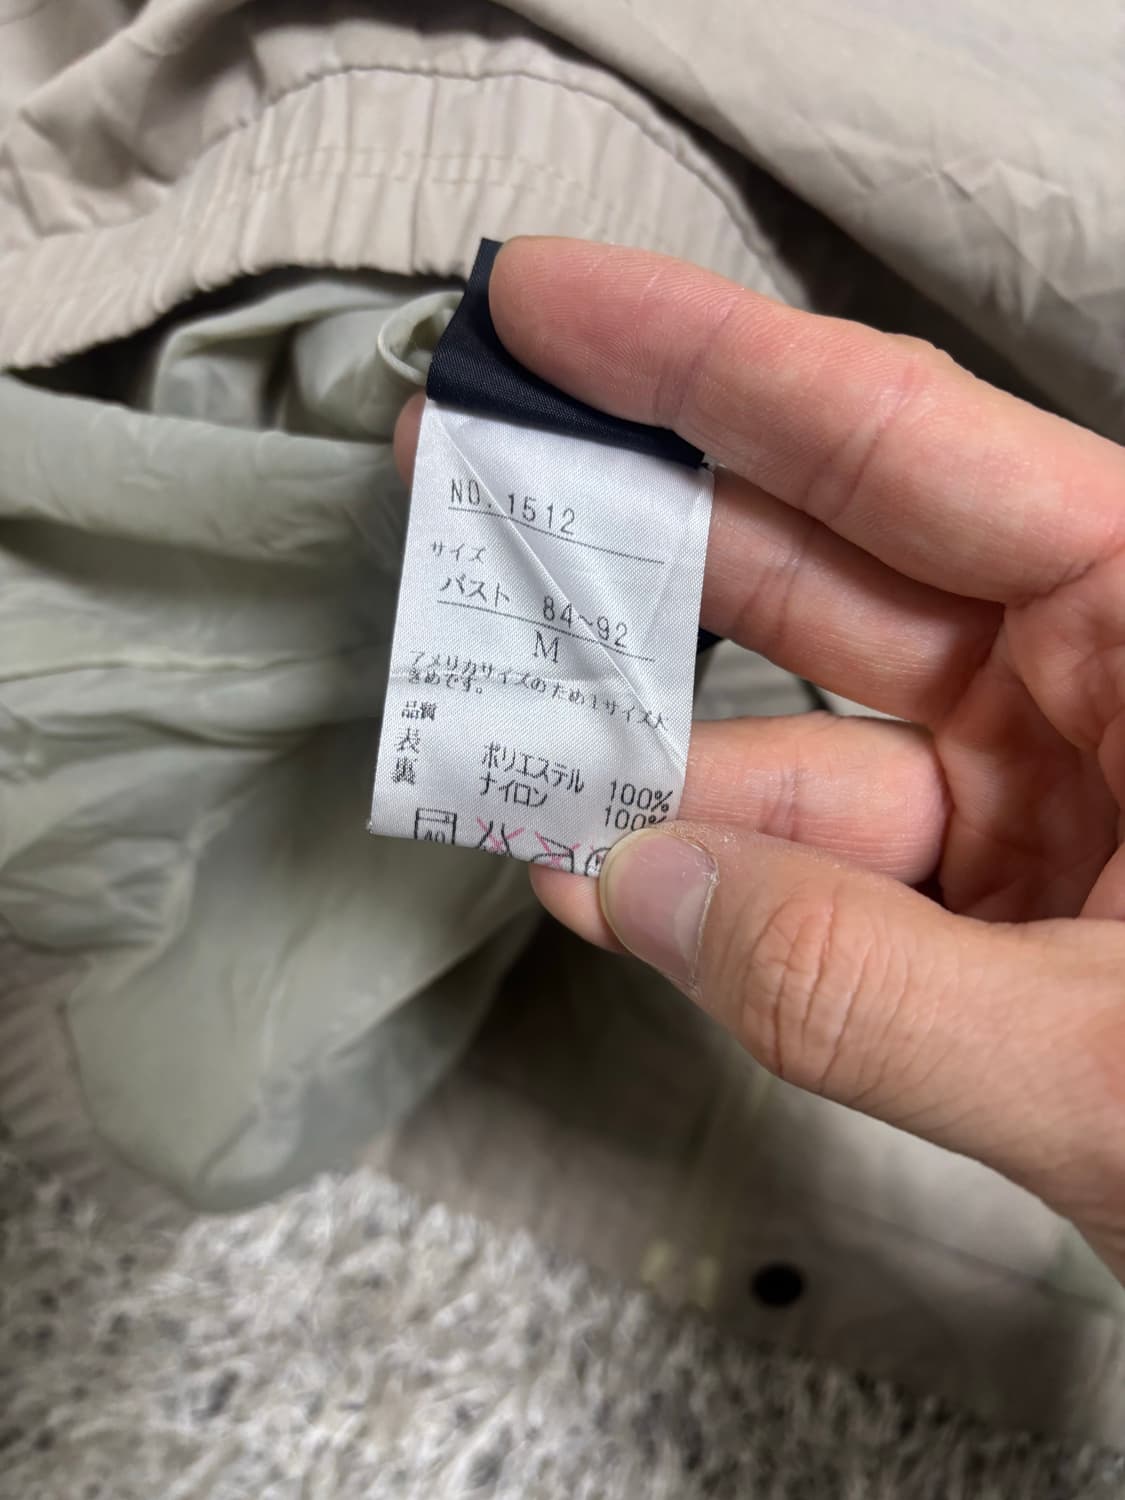 NO. 1512
サイズ
バスト 84~92
M
アメリカサイズのため1サイズ大
きめです。
品質
表 ポリエステル 100%
裏 ナイロン 100%
40